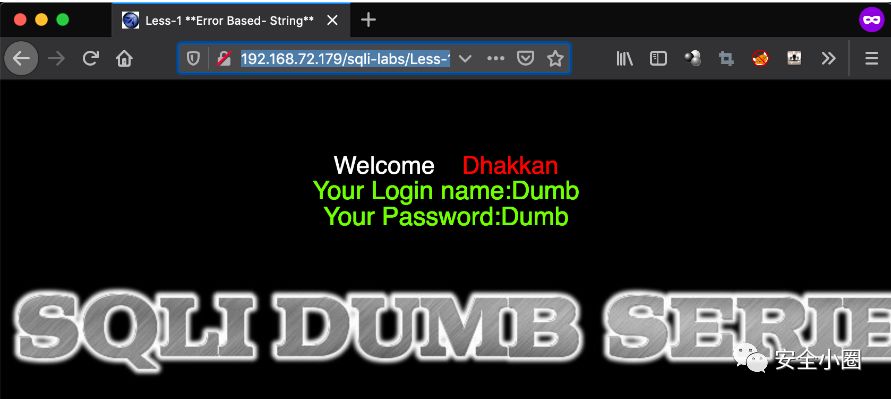 Less-1 **Error Based- String**
192.168.72.179/sqli-labs/Less-1
Welcome Dhakkan
Your Login name:Dumb
Your Password:Dumb
SQLI DUMB SERIE
安全小圈